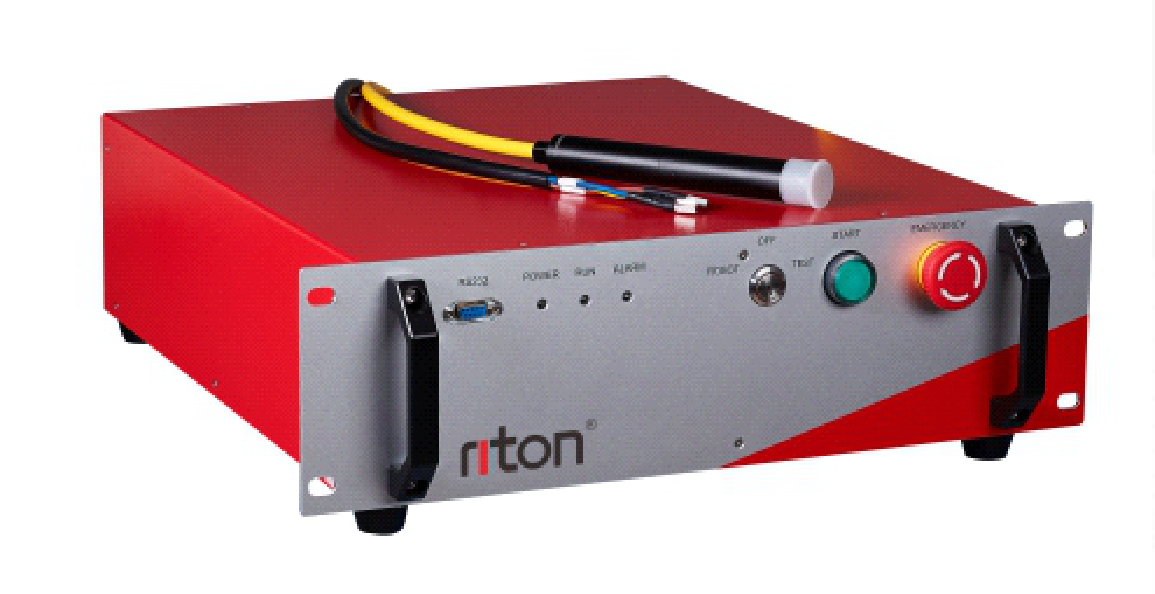 EMERGENCY
START
OFF
ROBOT
TEST
POWER RUN ALARM
RS232
riton®